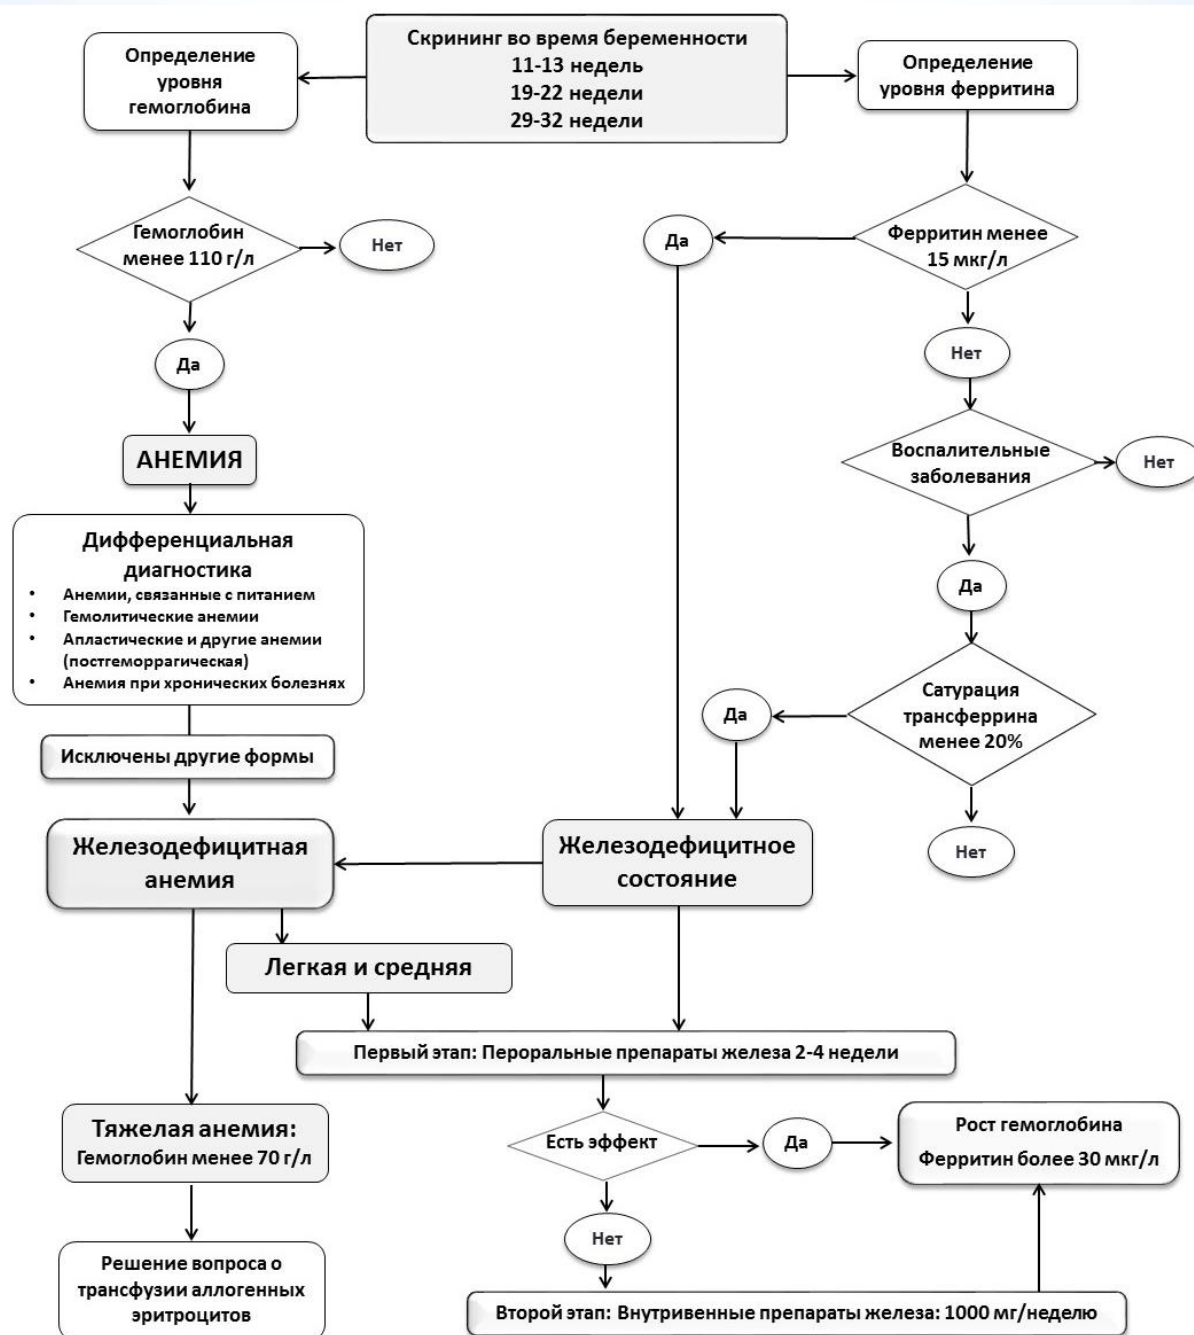 Скрининг во время беременности
11-13 недель
19-22 недели
29-32 недели
Определение
уровня
гемоглобина
Определение
уровня ферритина
Гемоглобин
менее 110 г/л
Нет
Да
Ферритин менее
15 мкг/л
Да
Нет
АНЕМИЯ
Воспалительные
заболевания
Нет
Дифференциальная
диагностика
• Анемии, связанные с питанием
• Гемолитические анемии
• Апластические и другие анемии
(постгеморрагическая)
• Анемия при хронических болезнях
Да
Сатурация
трансферрина
менее 20%
Да
Нет
Исключены другие формы
Железодефицитная
анемия
Железодефицитное
состояние
Легкая и средняя
Первый этап: Пероральные препараты железа 2-4 недели
Тяжелая анемия:
Гемоглобин менее 70 г/л
Есть эффект
Да
Рост гемоглобина
Ферритин более 30 мкг/л
Нет
Решение вопроса о
трансфузии аллогенных
эритроцитов
Второй этап: Внутривенные препараты железа: 1000 мг/неделю